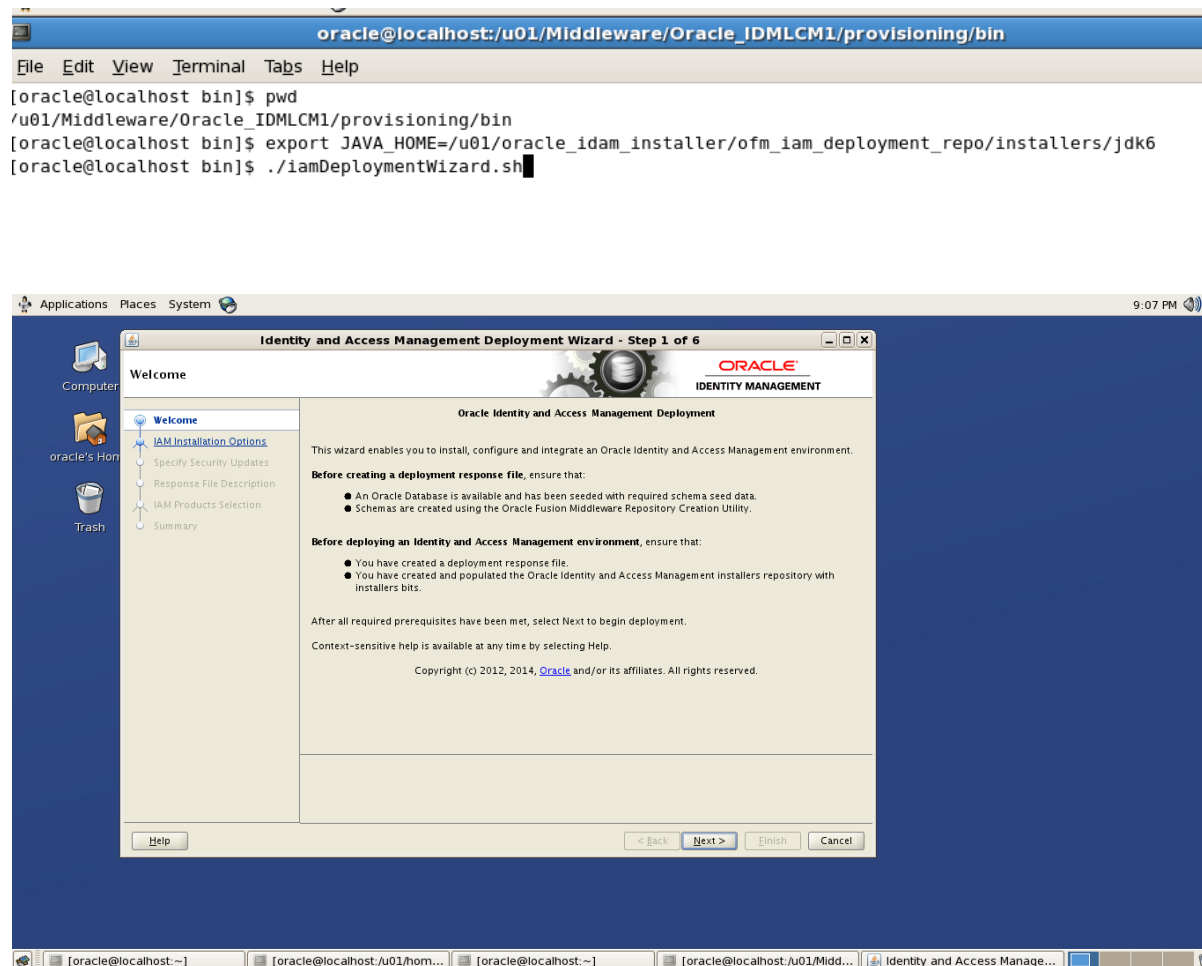 oracle@localhost:/u01/Middleware/Oracle_IDMLCM1/provisioning/bin
File Edit View Terminal Tabs Help
[oracle@localhost bin]$ pwd
/u01/Middleware/Oracle_IDMLCM1/provisioning/bin
[oracle@localhost bin]$ export JAVA_HOME=/u01/oracle_idam_installer/ofm_iam_deployment_repo/installers/jdk6
[oracle@localhost bin]$ ./iamDeploymentWizard.sh
Applications Places System 9:07 PM
Computer
oracle's Hom
Trash
Identity and Access Management Deployment Wizard - Step 1 of 6
Welcome
ORACLE
IDENTITY MANAGEMENT
Welcome
IAM Installation Options
Specify Security Updates
Response File Description
IAM Products Selection
Summary
Oracle Identity and Access Management Deployment
This wizard enables you to install, configure and integrate an Oracle Identity and Access Management environment.
Before creating a deployment response file, ensure that:
● An Oracle Database is available and has been seeded with required schema seed data.
● Schemas are created using the Oracle Fusion Middleware Repository Creation Utility.
Before deploying an Identity and Access Management environment, ensure that:
● You have created a deployment response file.
● You have created and populated the Oracle Identity and Access Management installers repository with
installers bits.
After all required prerequisites have been met, select Next to begin deployment.
Context-sensitive help is available at any time by selecting Help.
Copyright (c) 2012, 2014, Oracle and/or its affiliates. All rights reserved.
Help < Back Next > Finish Cancel
[oracle@localhost:~] [oracle@localhost:/u01/hom... [oracle@localhost:~] [oracle@localhost:/u01/Midd... Identity and Access Manage...